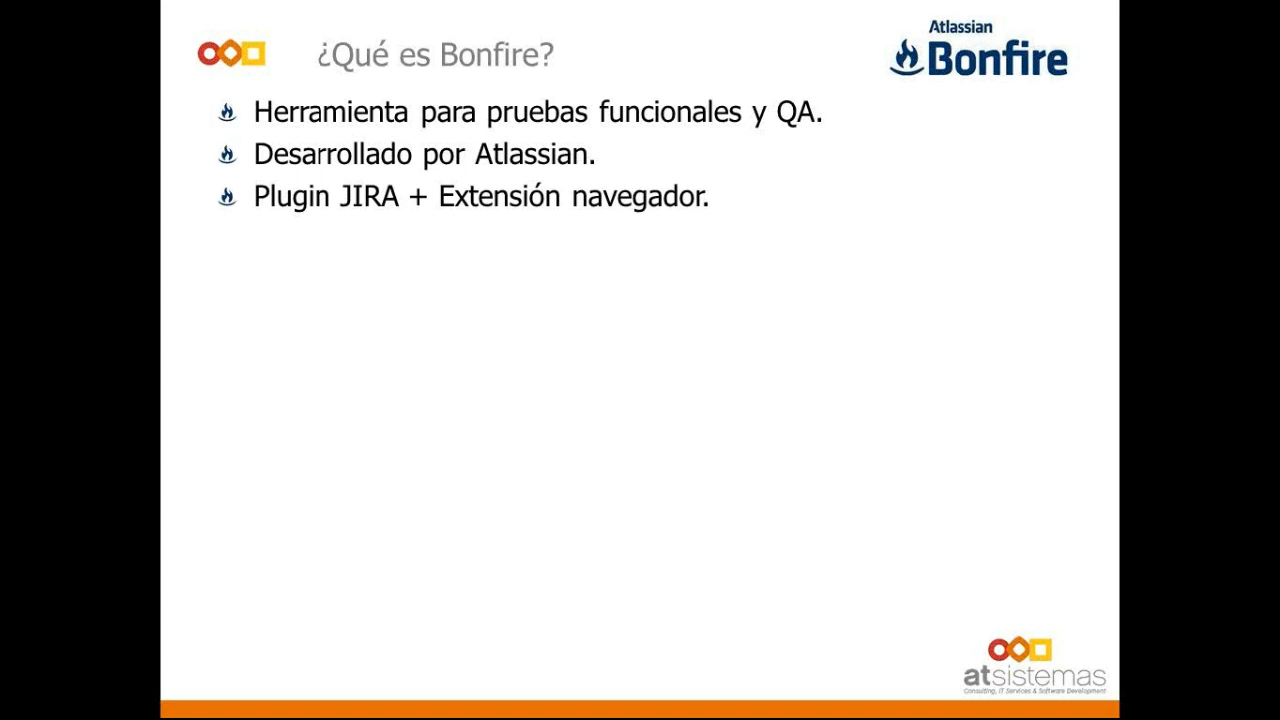 ¿Qué es Bonfire?
Atlassian
Bonfire
Herramienta para pruebas funcionales y QA.
Desarrollado por Atlassian.
Plugin JIRA + Extensión navegador.
atsistemas
Consulting, IT Services & Software Development